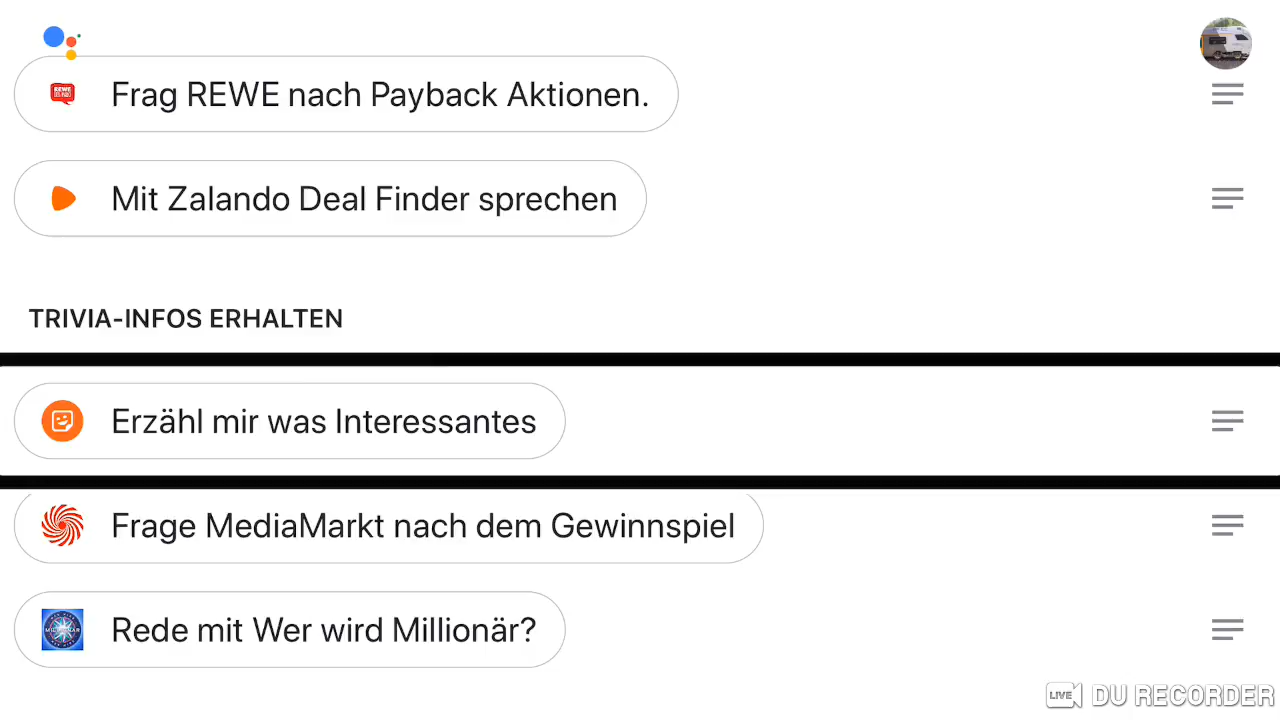 Frag REWE nach Payback Aktionen.
Mit Zalando Deal Finder sprechen
TRIVIA-INFOS ERHALTEN
Erzähl mir was Interessantes
Frage MediaMarkt nach dem Gewinnspiel
Rede mit Wer wird Millionär?
LIVE DU RECORDER